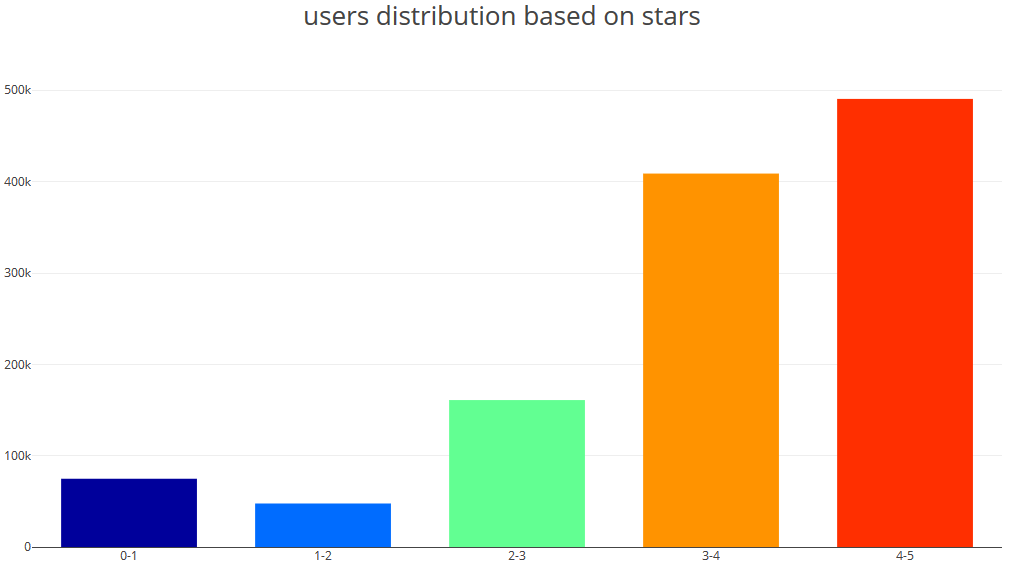 users distribution based on stars
500k
400k
300k
200k
100k
0
0-1
1-2
2-3
3-4
4-5